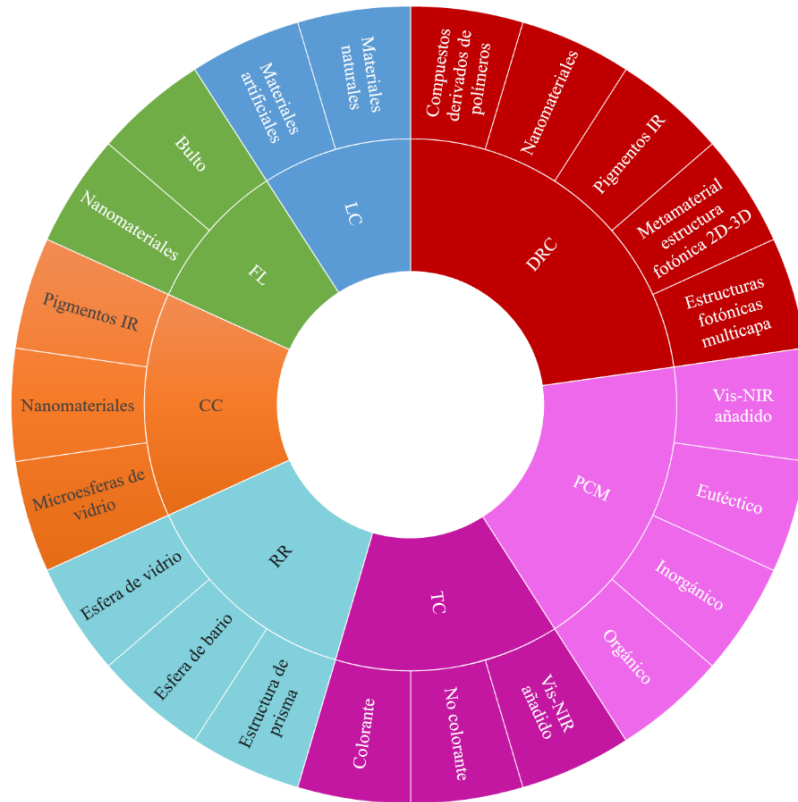 DRC
Compuestos
derivados de
polímeros
Nanomateriales
Pigmentos IR
Metamaterial
estructura
fotónica 2D-3D
Estructuras
fotónicas
multicapa
PCM
Vis-NIR
añadido
Eutéctico
Inorgánico
Orgánico
TC
Vis-NIR
añadido
No colorante
Colorante
RR
Estructura de
prisma
Esfera de bario
Esfera de vidrio
CC
Microesferas de
vidrio
Nanomateriales
Pigmentos IR
FL
Nanomateriales
Bulto
LC
Materiales
artificiales
Materiales
naturales